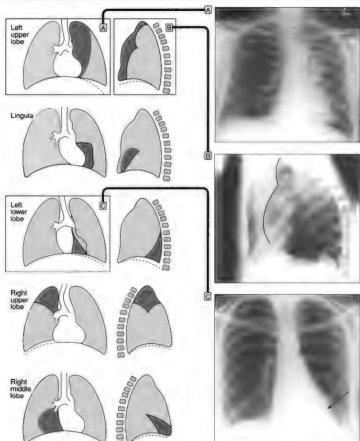 Left
upper
lobe
A
B
A
Lingula
B
Left
lower
lobe
C
C
Right
upper
lobe
Right
middle
lobe